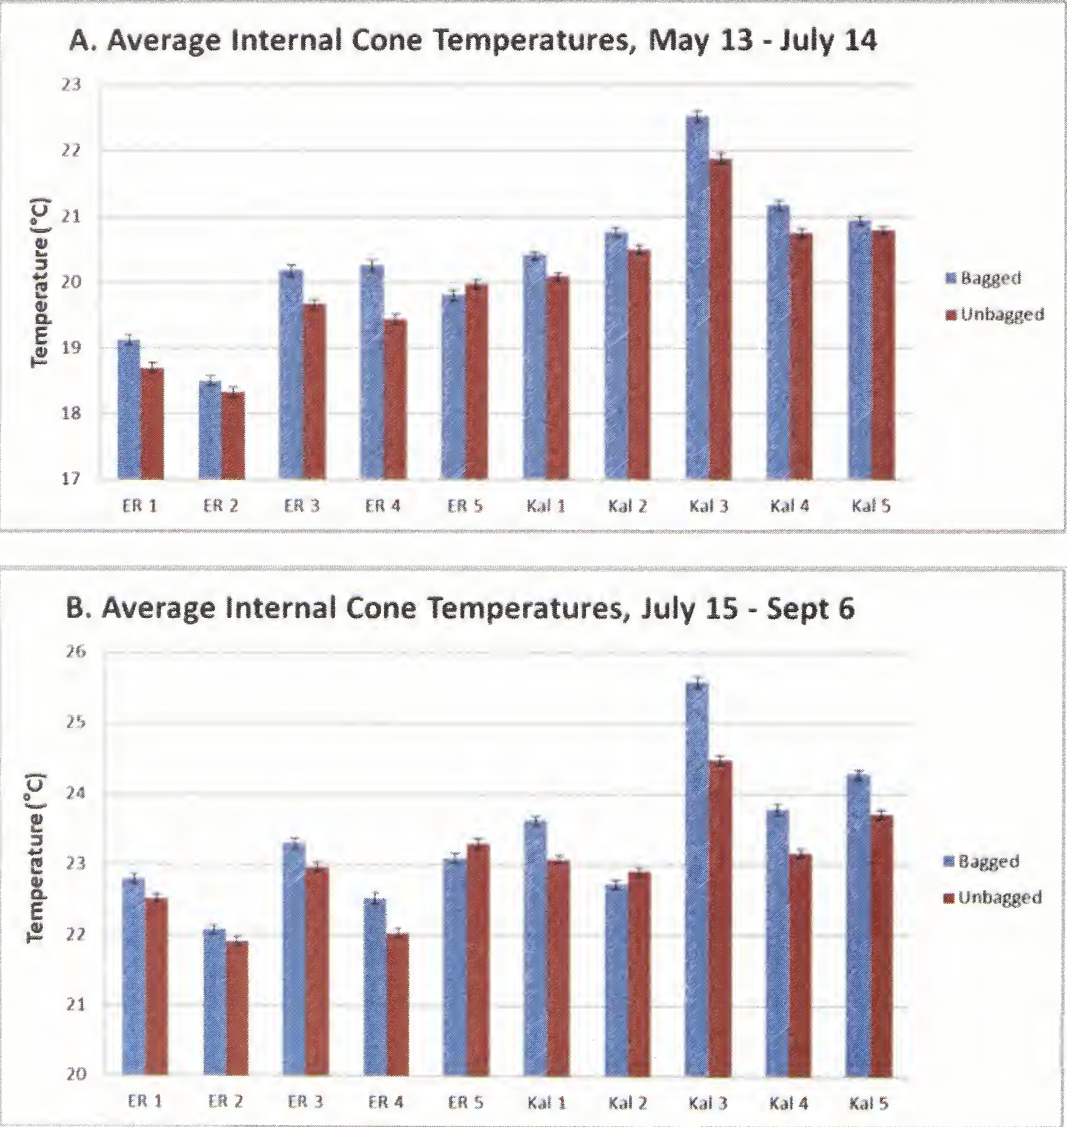 A. Average Internal Cone Temperatures, May 13 - July 14
23
22
21
20
19
18
17
Temperature (°C)
ER 1 ER 2 ER 3 ER 4 ER 5 Kal 1 Kal 2 Kal 3 Kal 4 Kal 5
Bagged
Unbagged
B. Average Internal Cone Temperatures, July 15 - Sept 6
26
25
24
23
22
21
20
Temperature (°C)
ER 1 ER 2 ER 3 ER 4 ER 5 Kal 1 Kal 2 Kal 3 Kal 4 Kal 5
Bagged
Unbagged